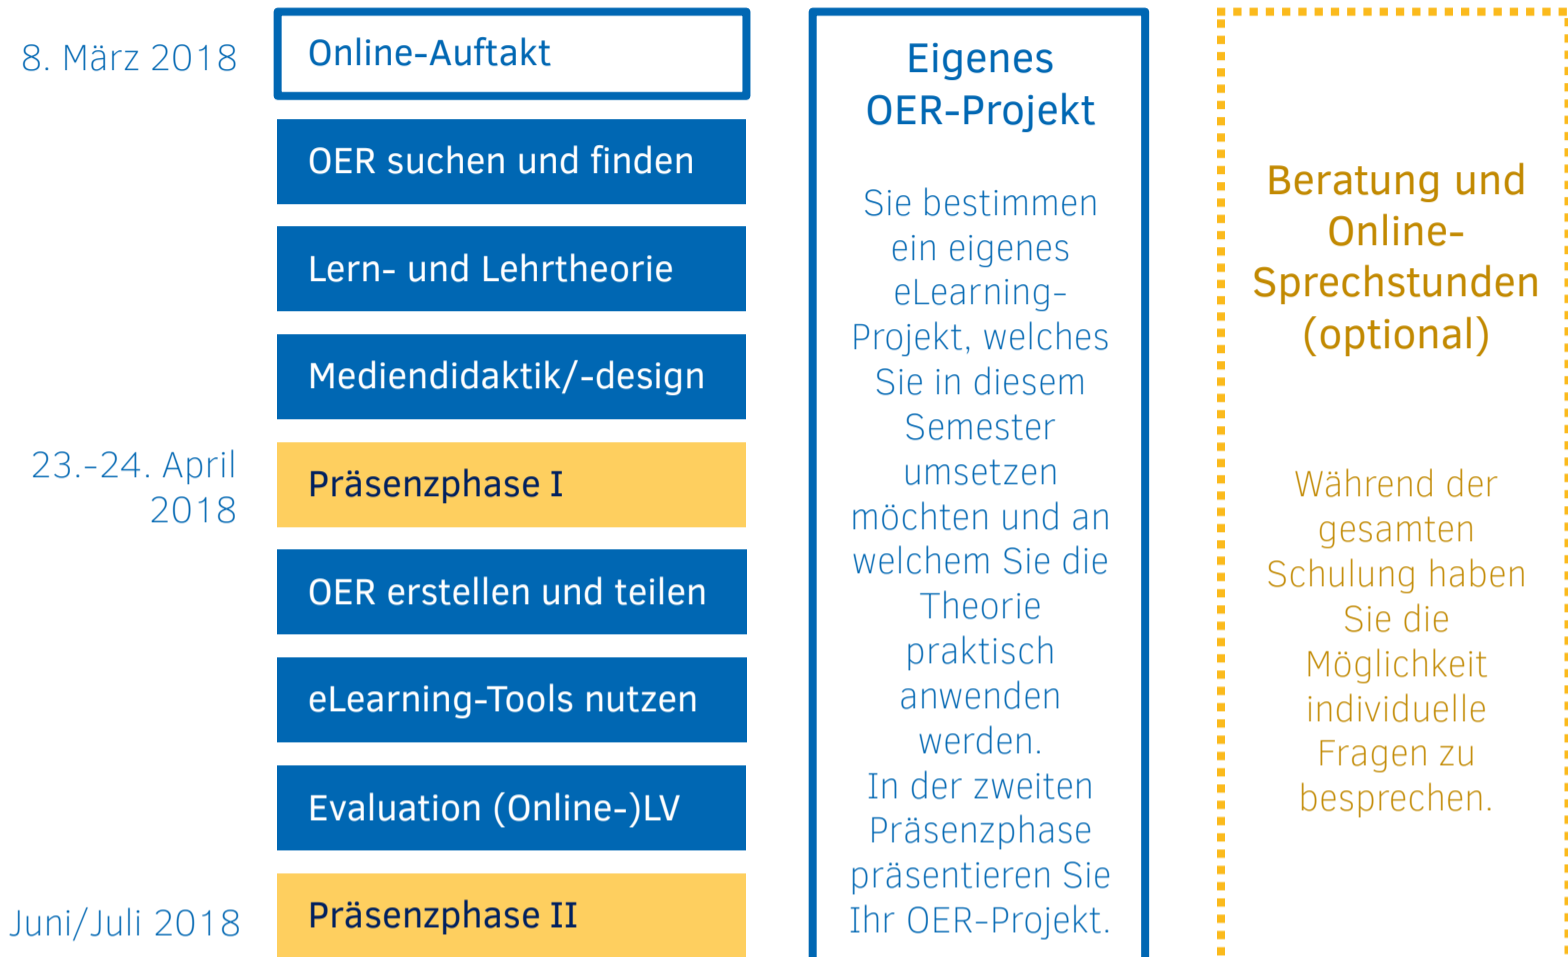 8. März 2018
Online-Auftakt
OER suchen und finden
Lern- und Lehrtheorie
Mediendidaktik/-design
23.-24. April
2018
Präsenzphase I
OER erstellen und teilen
eLearning-Tools nutzen
Evaluation (Online-)LV
Juni/Juli 2018
Präsenzphase II
Eigenes
OER-Projekt
Sie bestimmen
ein eigenes
eLearning-
Projekt, welches
Sie in diesem
Semester
umsetzen
möchten und an
welchem Sie die
Theorie
praktisch
anwenden
werden.
In der zweiten
Präsenzphase
präsentieren Sie
Ihr OER-Projekt.
Beratung und
Online-
Sprechstunden
(optional)
Während der
gesamten
Schulung haben
Sie die
Möglichkeit
individuelle
Fragen zu
besprechen.